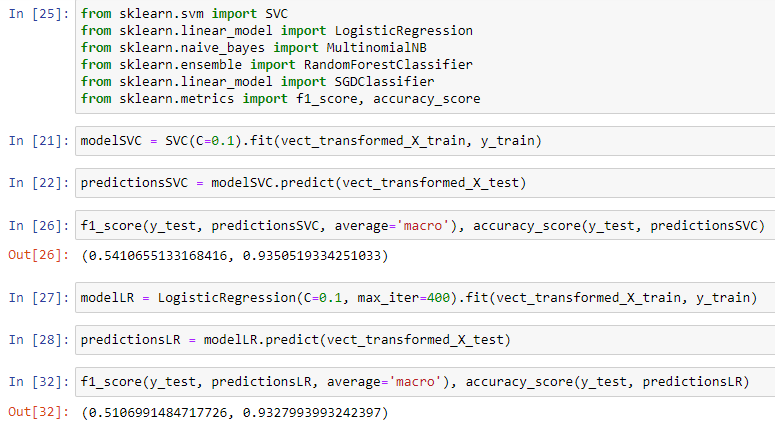 In [25]: from sklearn.svm import SVC
from sklearn.linear_model import LogisticRegression
from sklearn.naive_bayes import MultinomialNB
from sklearn.ensemble import RandomForestClassifier
from sklearn.linear_model import SGDClassifier
from sklearn.metrics import f1_score, accuracy_score
In [21]: modelSVC = SVC(C=0.1).fit(vect_transformed_X_train, y_train)
In [22]: predictionsSVC = modelSVC.predict(vect_transformed_X_test)
In [26]: f1_score(y_test, predictionsSVC, average='macro'), accuracy_score(y_test, predictionsSVC)
Out[26]: (0.5410655133168416, 0.9350519334251033)
In [27]: modelLR = LogisticRegression(C=0.1, max_iter=400).fit(vect_transformed_X_train, y_train)
In [28]: predictionsLR = modelLR.predict(vect_transformed_X_test)
In [32]: f1_score(y_test, predictionsLR, average='macro'), accuracy_score(y_test, predictionsLR)
Out[32]: (0.5106991484717726, 0.9327993993242397)